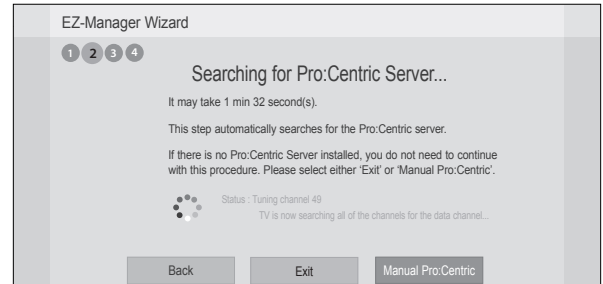 EZ-Manager Wizard
1 2 3 4
Searching for Pro:Centric Server...
It may take 1 min 32 second(s).
This step automatically searches for the Pro:Centric server.
If there is no Pro:Centric Server installed, you do not need to continue
with this procedure. Please select either ‘Exit’ or ‘Manual Pro:Centric’.
Status : Tuning channel 49
TV is now searching all of the channels for the data channel...
Back Exit Manual Pro:Centric